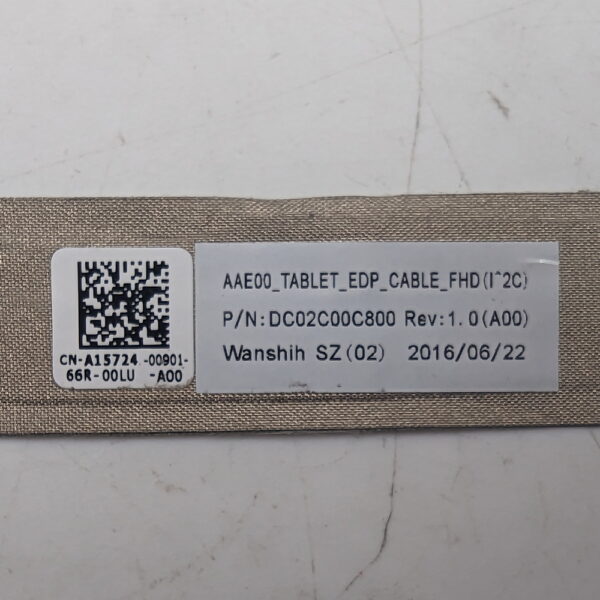 CN-A15724 -00901-
66R-00LU -A00
AAE00_TABLET_EDP_CABLE_FHD(I^2C)
P/N:DC02C00C800 Rev:1.0(A00)
Wanshih SZ(02) 2016/06/22